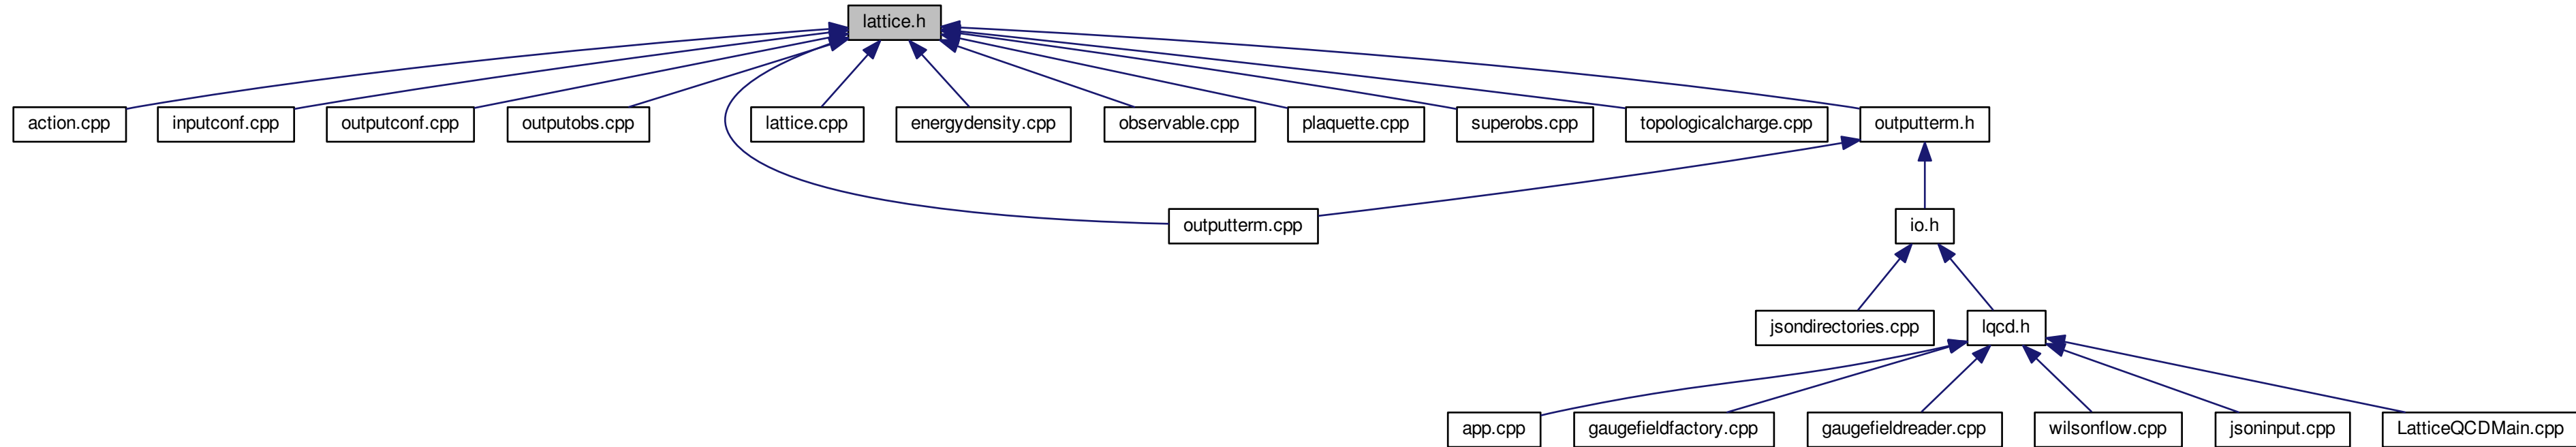 lattice.h
action.cpp
inputconf.cpp
outputconf.cpp
outputobs.cpp
lattice.cpp
energydensity.cpp
observable.cpp
plaquette.cpp
superobs.cpp
topologicalcharge.cpp
outputterm.h
outputterm.cpp
io.h
jsondirectories.cpp
lqcd.h
app.cpp
gaugefieldfactory.cpp
gaugefieldreader.cpp
wilsonflow.cpp
jsoninput.cpp
LatticeQCDMain.cpp